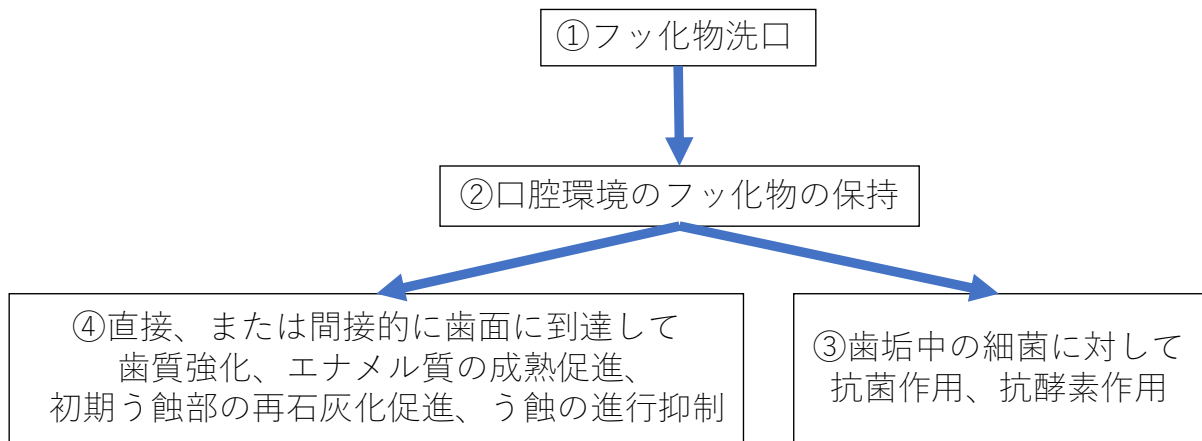 ①フッ化物洗口
②口腔環境のフッ化物の保持
④直接、または間接的に歯面に到達して
歯質強化、エナメル質の成熟促進、
初期う蝕部の再石灰化促進、う蝕の進行抑制
③歯垢中の細菌に対して
抗菌作用、抗酵素作用